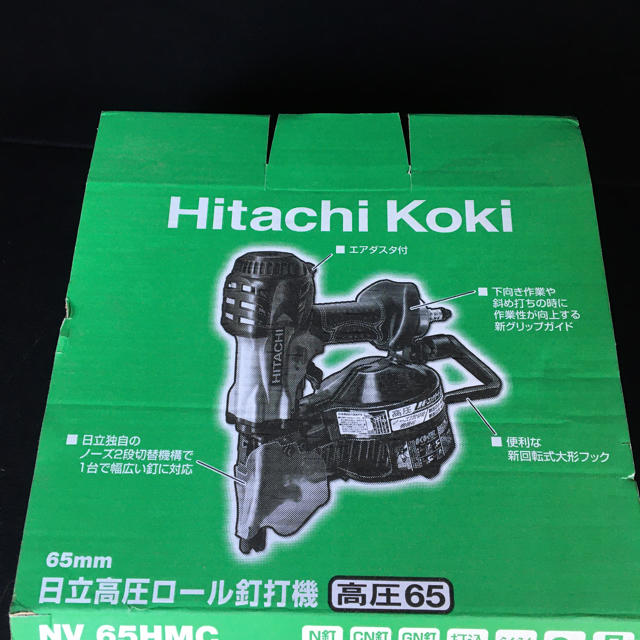 Hitachi Koki
■ エアダスタ付
■ 下向き作業や
斜め打ちの時に
作業性が向上する
新グリップガイド
HITACHI
高圧
■ 日立独自の
ノーズ2段切替機構で
1台で幅広い釘に対応
■ 便利な
新回転式大形フック
65mm
日立高圧ロール釘打機 高圧65
NV 65HMC
N釘 CN釘 GN釘 打込